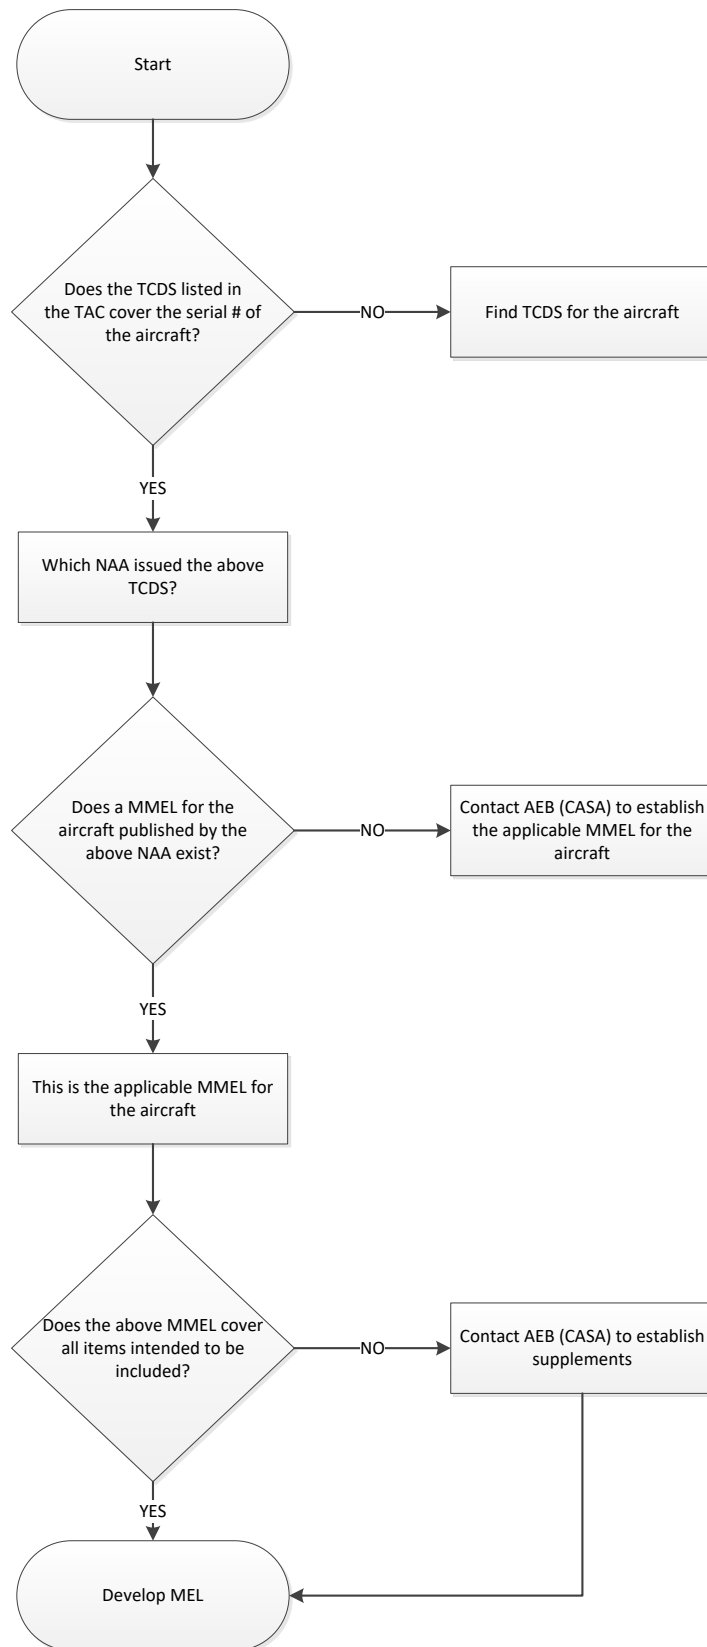 Start
Does the TCDS listed in
the TAC cover the serial # of
the aircraft?
NO
Find TCDS for the aircraft
YES
Which NAA issued the above
TCDS?
Does a MMEL for the
aircraft published by the
above NAA exist?
NO
Contact AEB (CASA) to establish
the applicable MMEL for the
aircraft
YES
This is the applicable MMEL for
the aircraft
Does the above MMEL cover
all items intended to be
included?
NO
Contact AEB (CASA) to establish
supplements
YES
Develop MEL